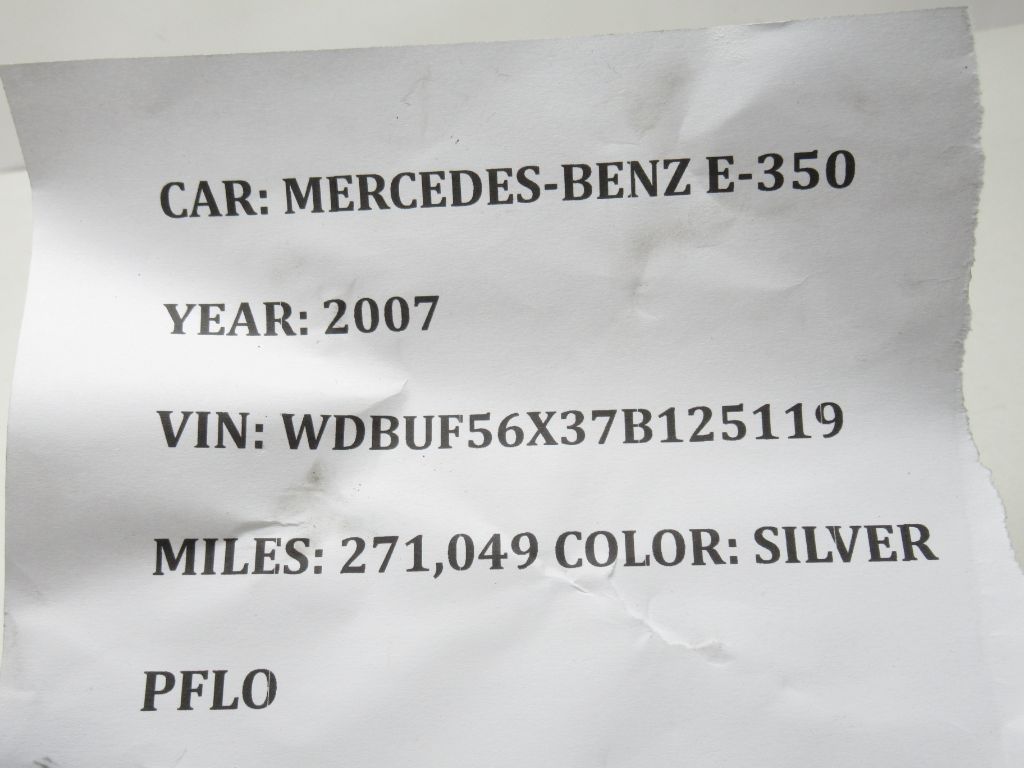 CAR: MERCEDES-BENZ E-350
YEAR: 2007
VIN: WDBUF56X37B125119
MILES: 271,049 COLOR: SILVER
PFLO